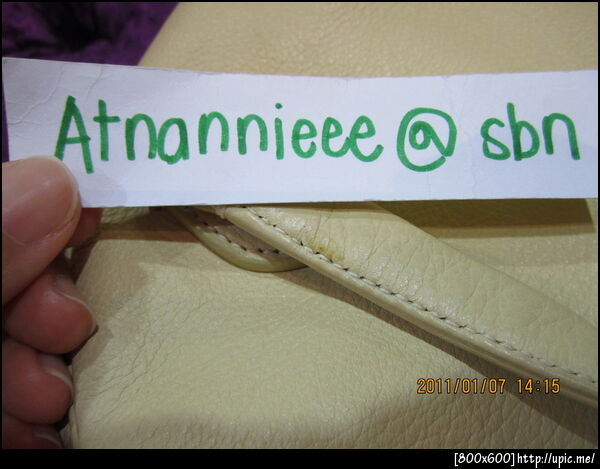 Atnannieee @ sbn
2011/01/07 14:15
[800x600]http://upic.me/